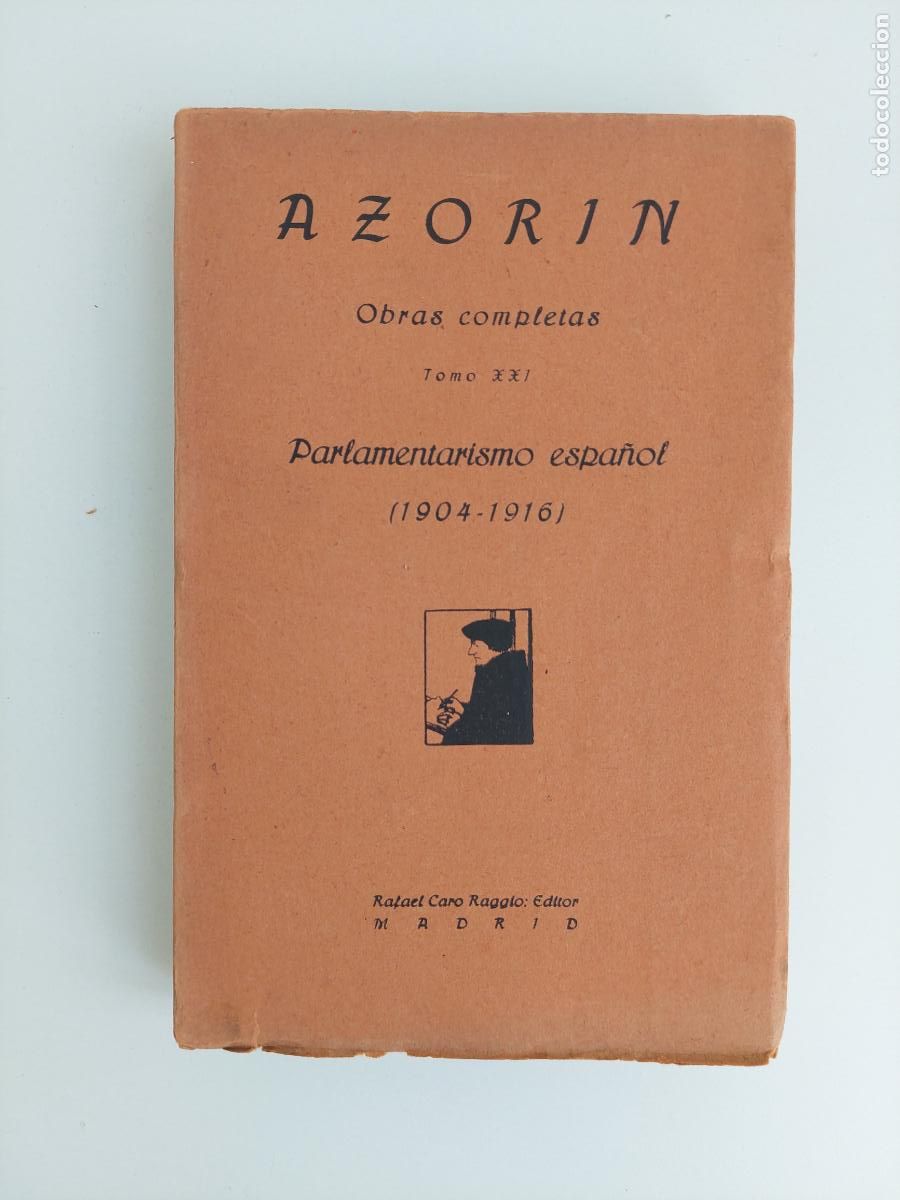 AZORIN
Obras completas
Tomo XXI
Parlamentarismo español
(1904-1916)
Rafael Caro Raggio: Editor
MADRID
todocoleccion